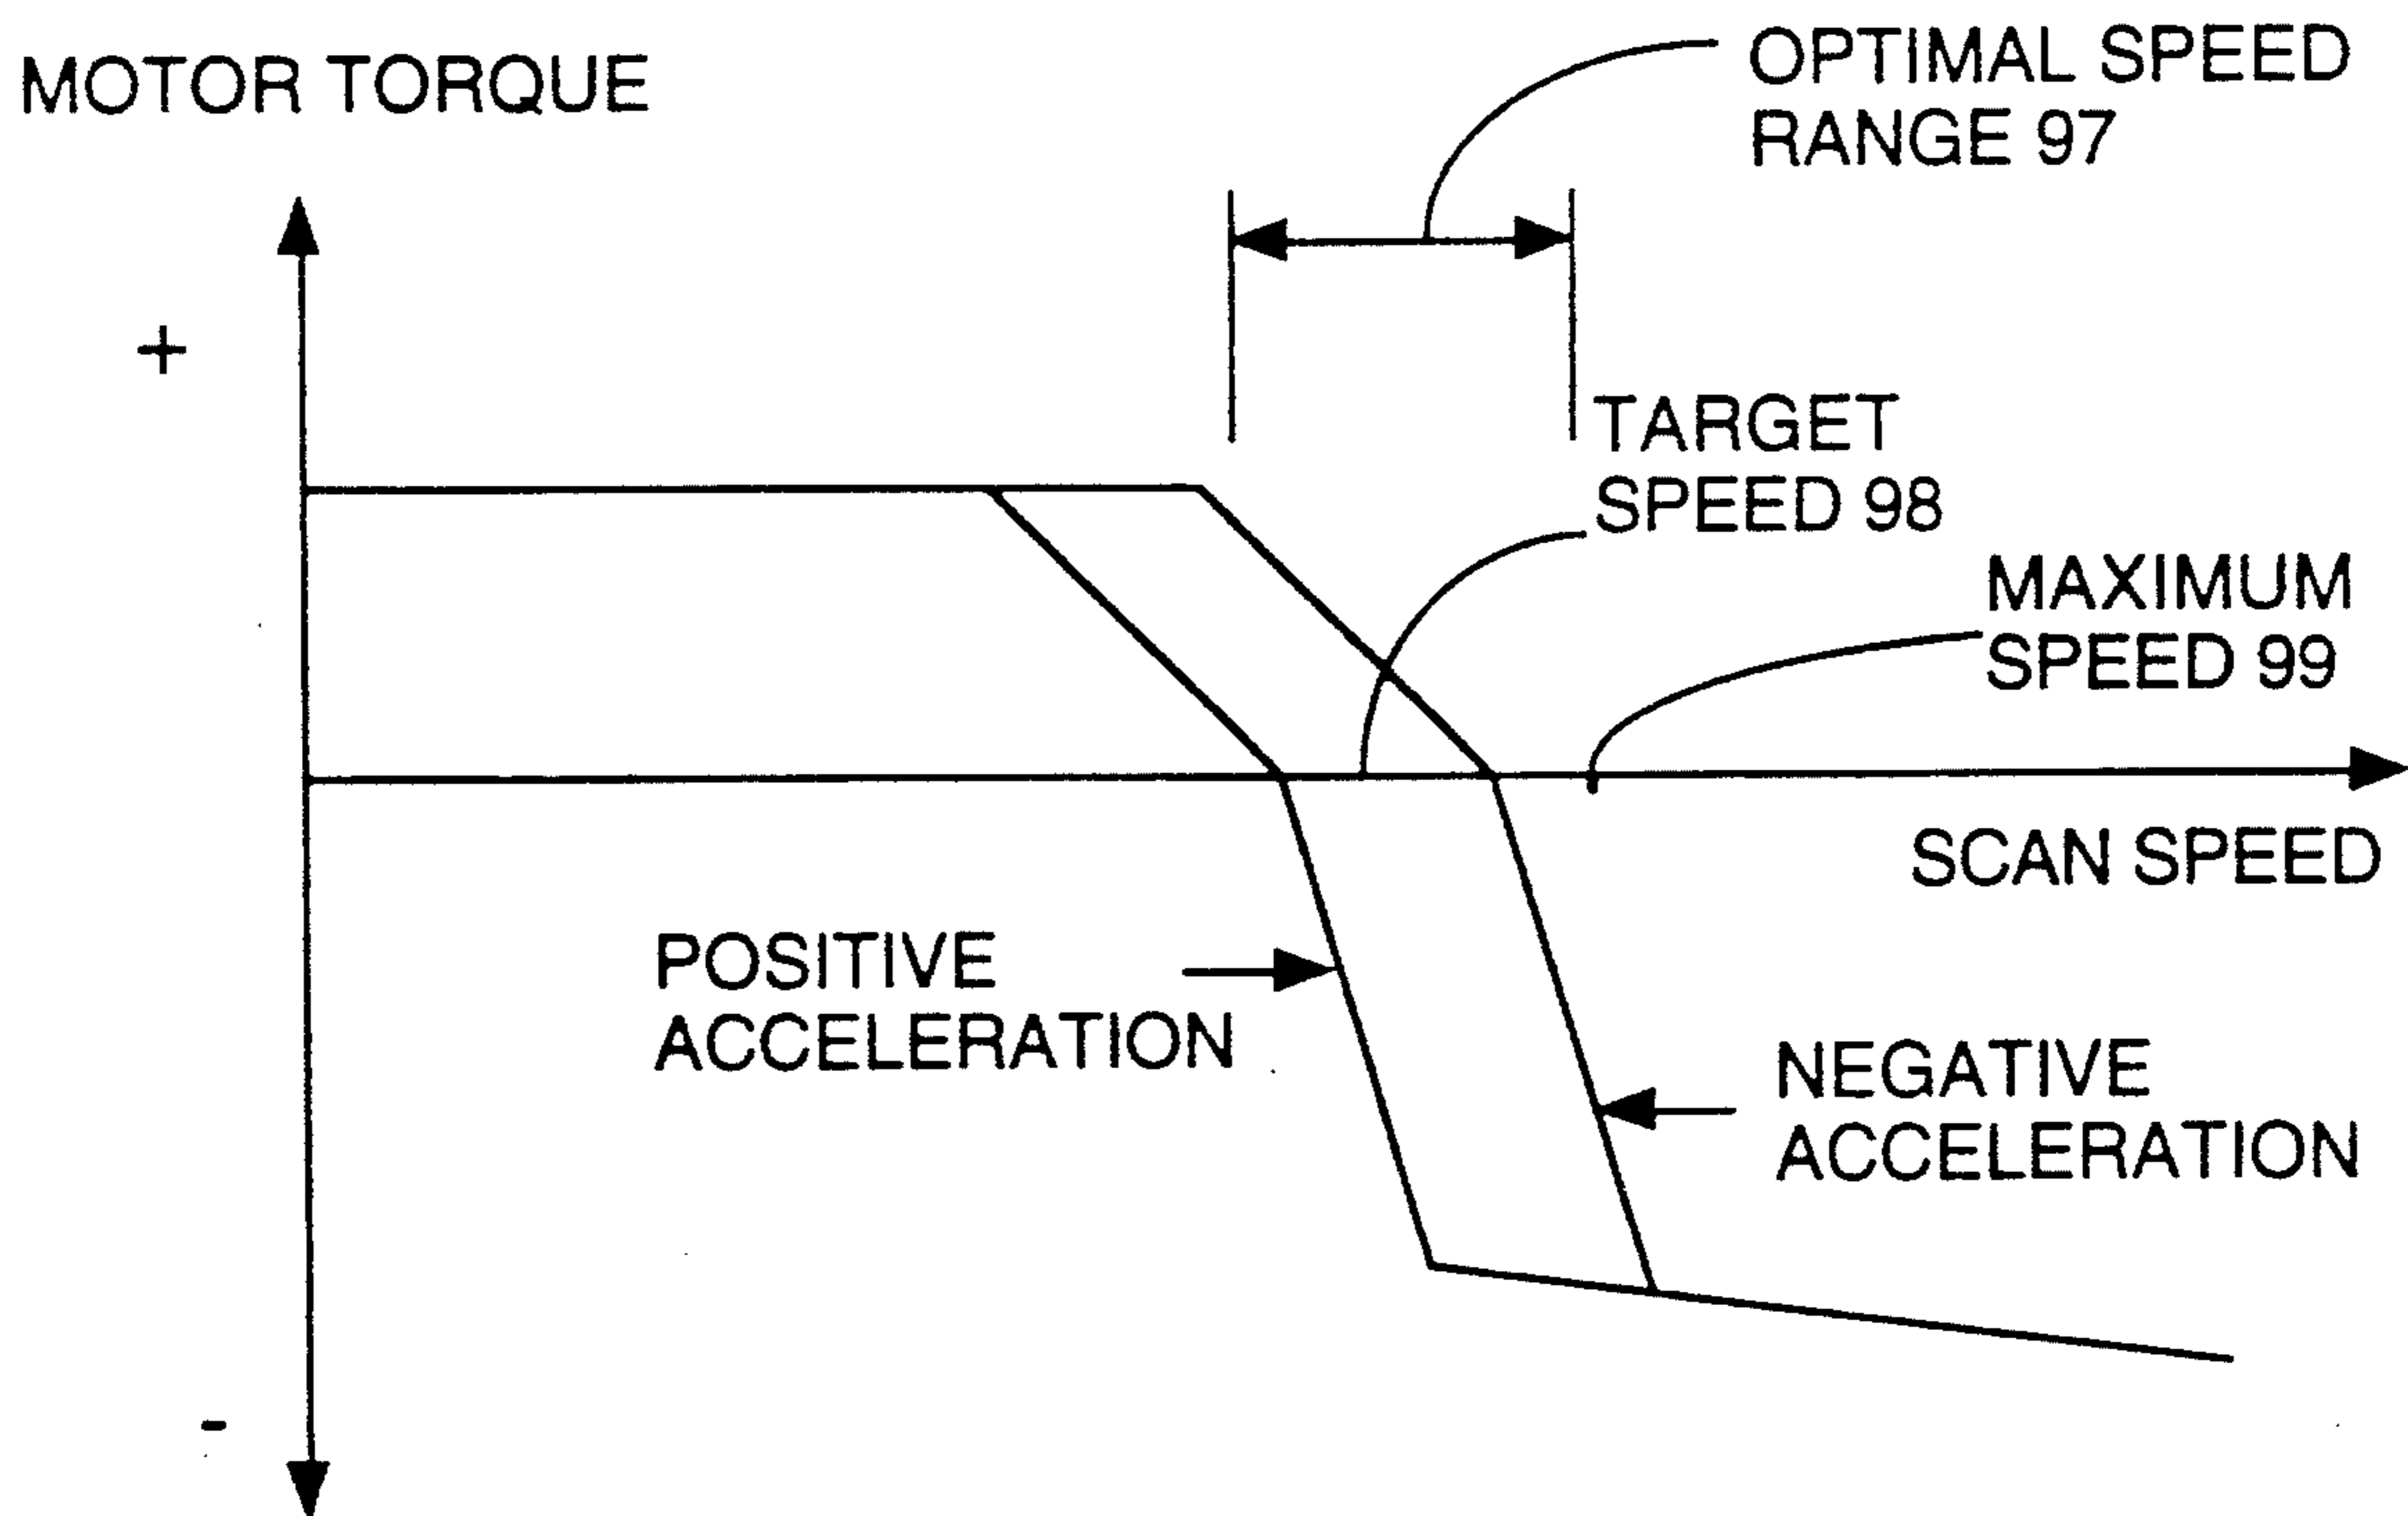 MOTOR TORQUE
OPTIMAL SPEED
RANGE 97
+
TARGET
SPEED 98
MAXIMUM
SPEED 99
SCAN SPEED
POSITIVE
ACCELERATION
NEGATIVE
ACCELERATION
-